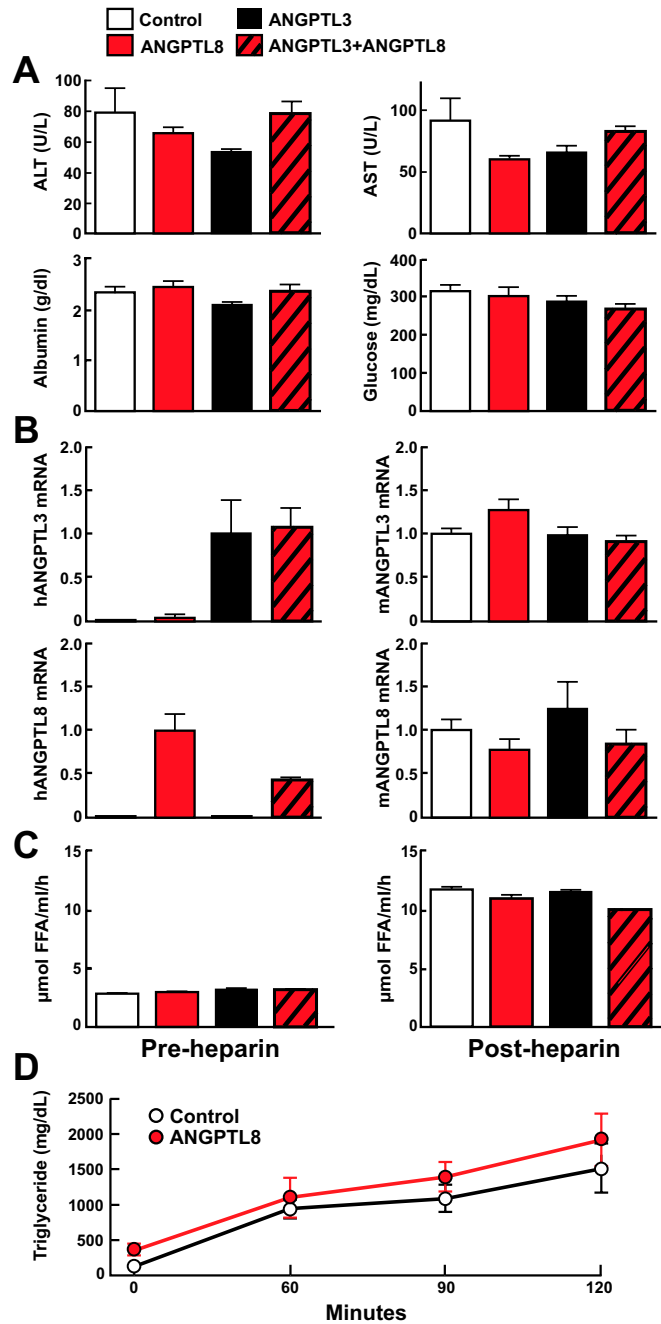 Control ANGPTL3
ANGPTL8 ANGPTL3+ANGPTL8
A
ALT (U/L)
100
80
60
40
20
0
AST (U/L)
100
50
0
Albumin (g/dl)
3
2
1
0
Glucose (mg/dL)
400
300
200
100
0
B
hANGPTL3 mRNA
2.0
1.5
1.0
0.5
0
mANGPTL3 mRNA
2.0
1.5
1.0
0.5
0
hANGPTL8 mRNA
2.0
1.5
1.0
0.5
0
mANGPTL8 mRNA
2.0
1.5
1.0
0.5
0
C
µmol FFA/ml/h
15
10
5
0
Pre-heparin
µmol FFA/ml/h
15
10
5
0
Post-heparin
D
Triglyceride (mg/dL)
2500
2000
1500
1000
500
0
Control
ANGPTL8
0 60 90 120
Minutes